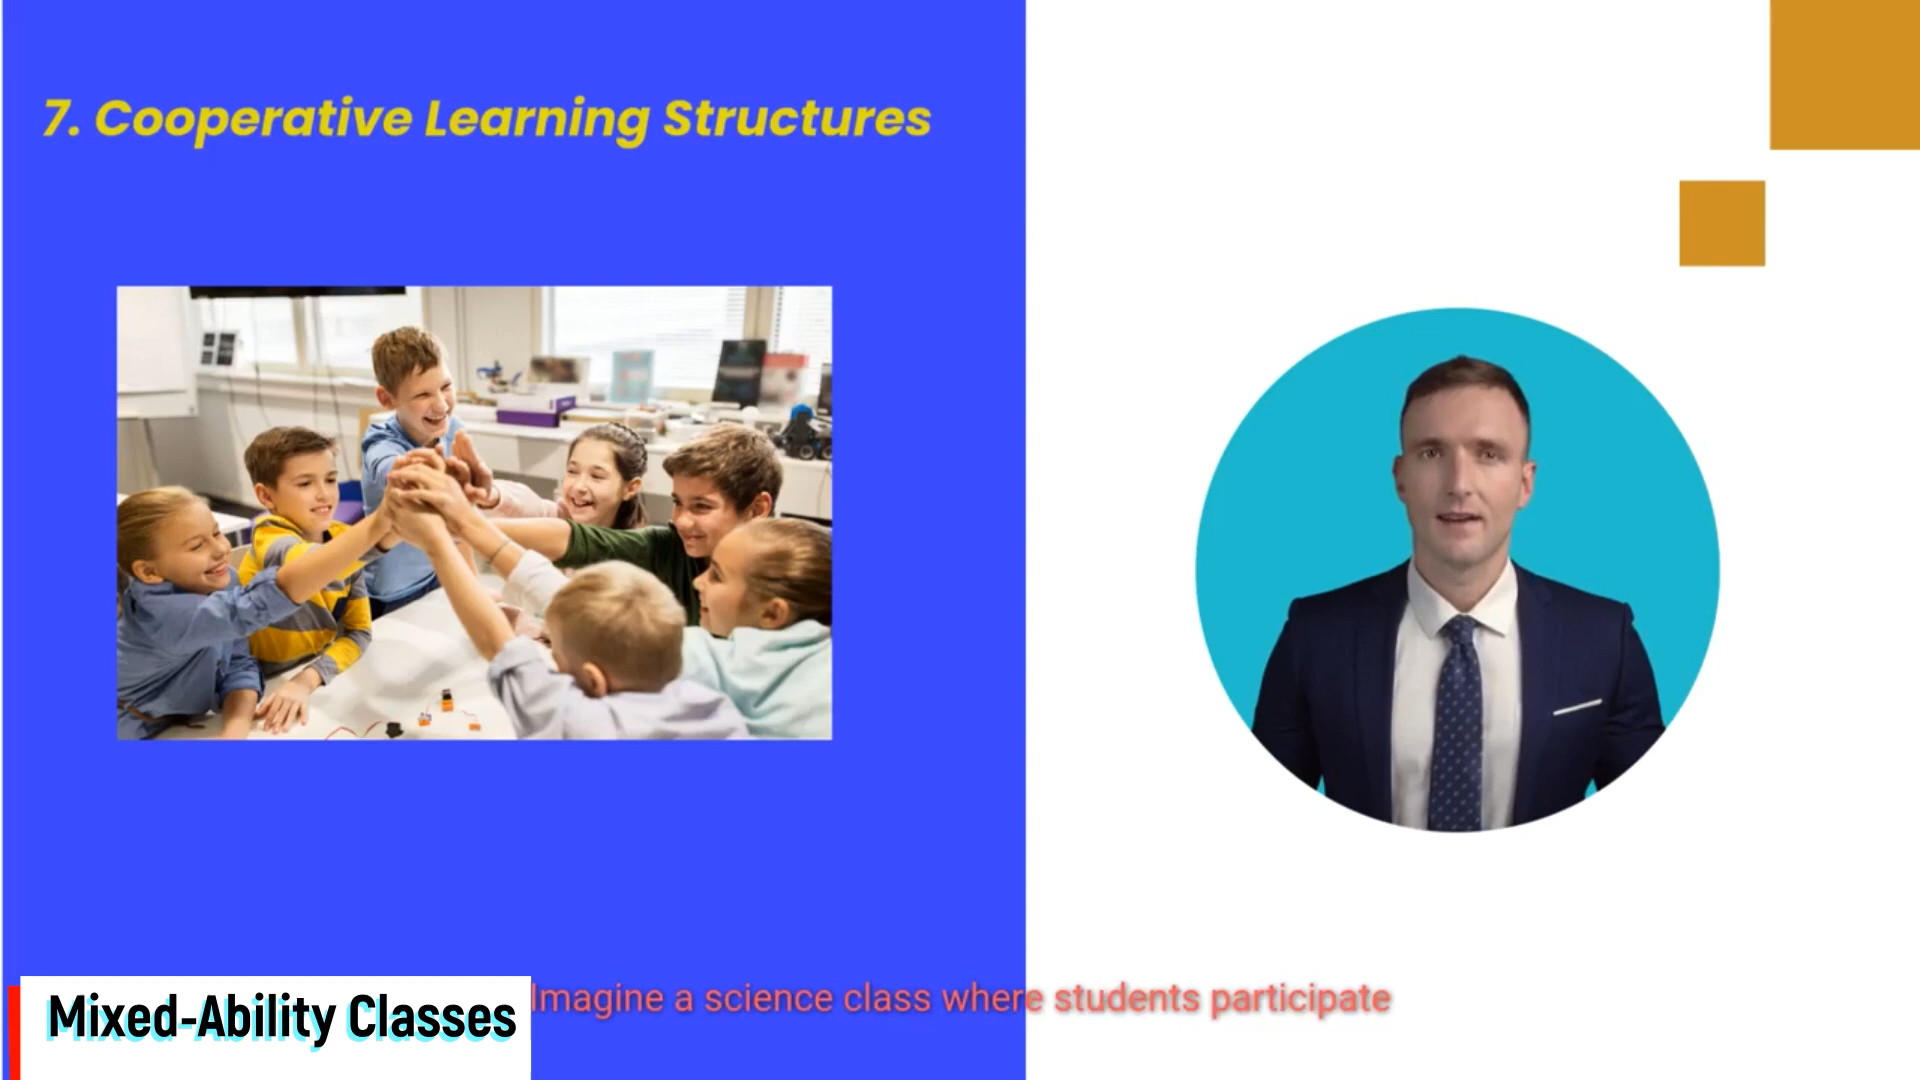 7. Cooperative Learning Structures
Mixed-Ability Classes
Imagine a science class where students participate